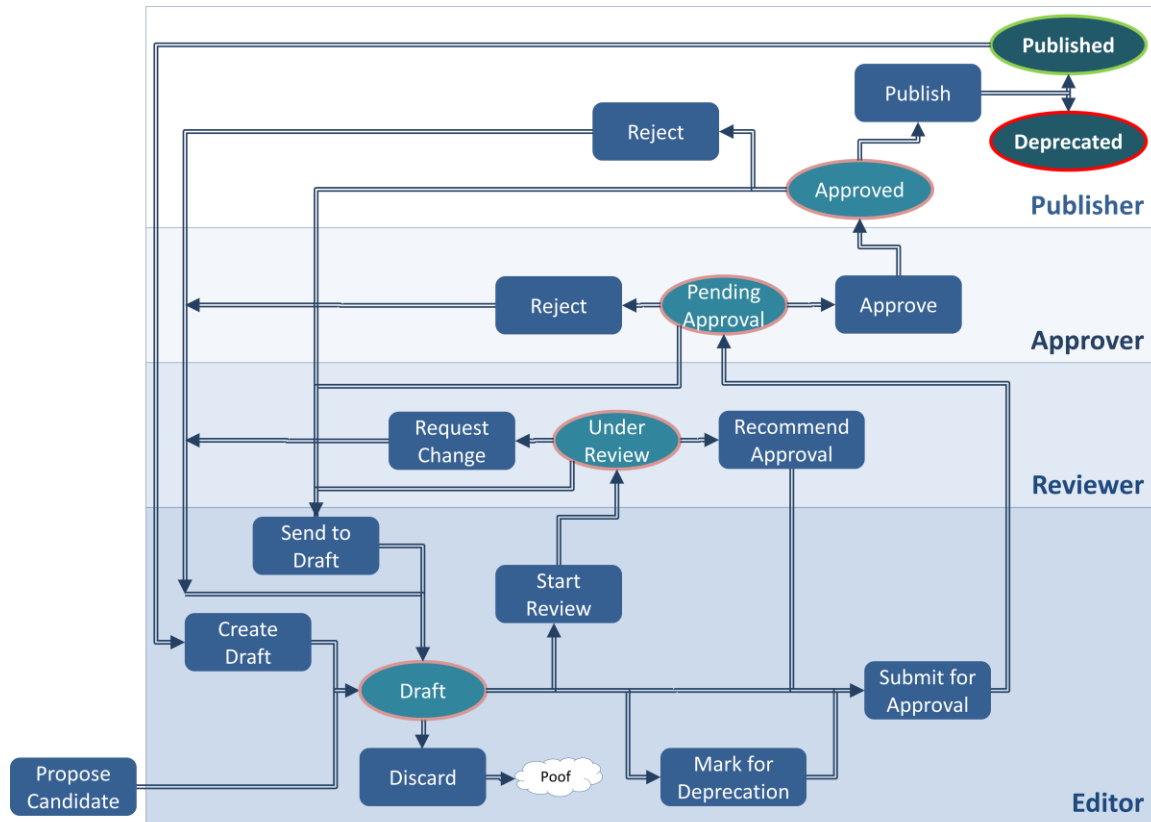 Published
Publish
Reject
Deprecated
Approved
Publisher
Pending
Approval
Reject
Approve
Approver
Request
Change
Under
Review
Recommend
Approval
Reviewer
Send to
Draft
Start
Review
Create
Draft
Draft
Submit for
Approval
Propose
Candidate
Discard
Poof
Mark for
Deprecation
Editor